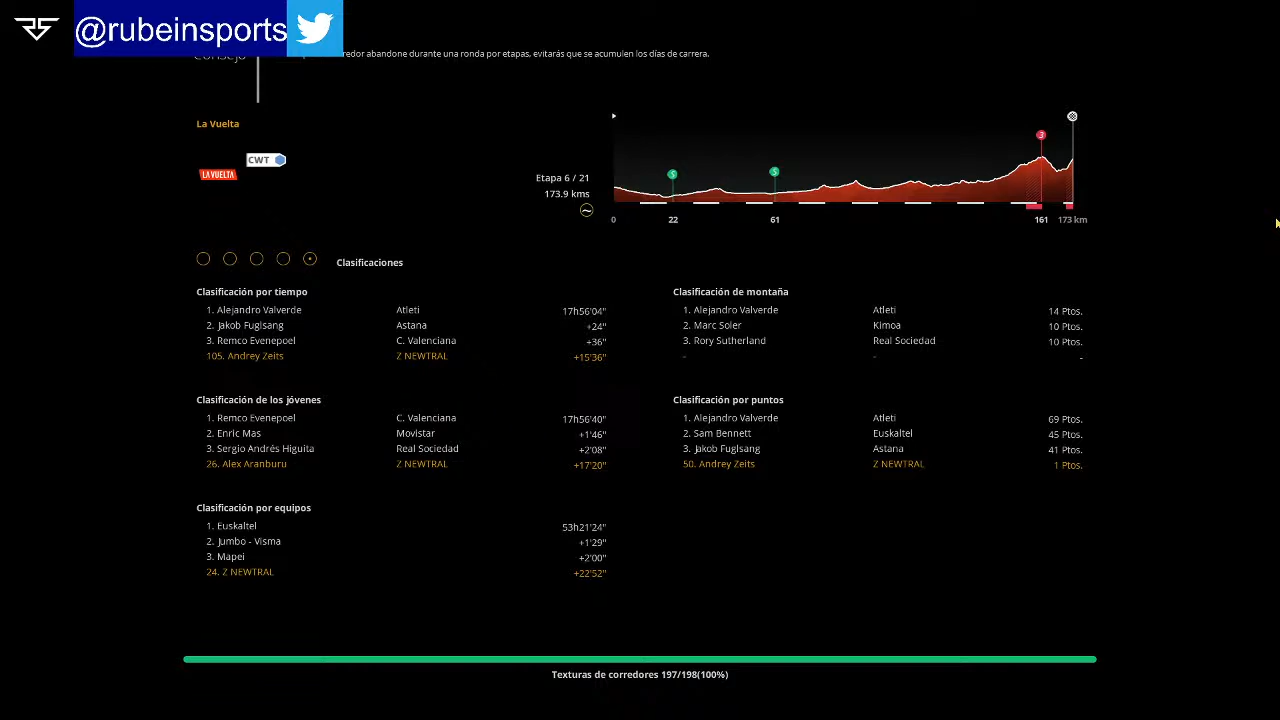 @rubeinsports
Consejo
redor abandone durante una ronda por etapas, evitarás que se acumulen los días de carrera.
La Vuelta
CWT
LA VUELTA
Etapa 6 / 21
173.9 kms
3
S
S
0 22 61 161 173 km
Clasificaciones
Clasificación por tiempo
1. Alejandro Valverde Atleti 17h56'04''
2. Jakob Fuglsang Astana +24''
3. Remco Evenepoel C. Valenciana +36''
105. Andrey Zeits Z NEWTRAL +15'36''
Clasificación de montaña
1. Alejandro Valverde Atleti 14 Ptos.
2. Marc Soler Kimoa 10 Ptos.
3. Rory Sutherland Real Sociedad 10 Ptos.
- - -
Clasificación de los jóvenes
1. Remco Evenepoel C. Valenciana 17h56'40''
2. Enric Mas Movistar +1'46''
3. Sergio Andrés Higuita Real Sociedad +2'08''
26. Alex Aranburu Z NEWTRAL +17'20''
Clasificación por puntos
1. Alejandro Valverde Atleti 69 Ptos.
2. Sam Bennett Euskaltel 45 Ptos.
3. Jakob Fuglsang Astana 41 Ptos.
50. Andrey Zeits Z NEWTRAL 1 Ptos.
Clasificación por equipos
1. Euskaltel 53h21'24''
2. Jumbo - Visma +1'29''
3. Mapei +2'00''
24. Z NEWTRAL +22'52''
Texturas de corredores 197/198(100%)